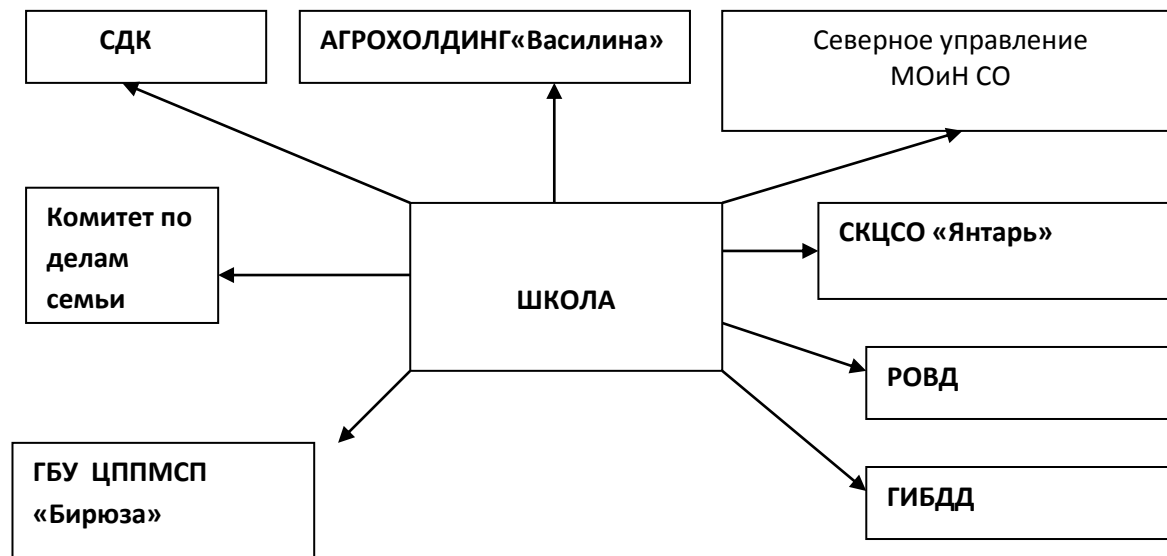 СДК
АГРОХОЛДИНГ«Василина»
Северное управление
МОиН СО
Комитет по
делам
семьи
СКЦСО «Янтарь»
ШКОЛА
РОВД
ГБУ ЦППМСП
«Бирюза»
ГИБДД